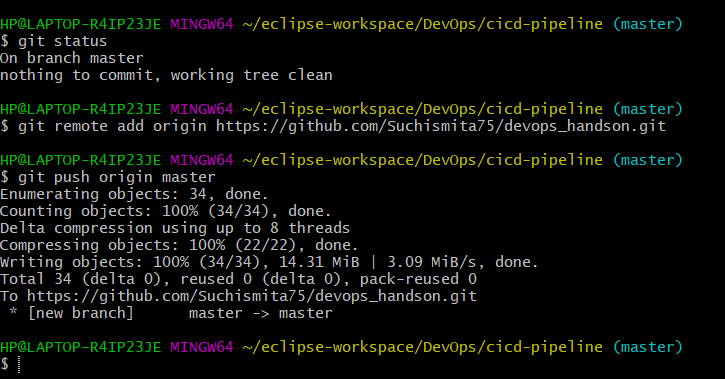 HP@LAPTOP-R4IP23JE MINGW64 ~/eclipse-workspace/DevOps/cicd-pipeline (master)
$ git status
On branch master
nothing to commit, working tree clean
HP@LAPTOP-R4IP23JE MINGW64 ~/eclipse-workspace/DevOps/cicd-pipeline (master)
$ git remote add origin https://github.com/Suchismita75/devops_handson.git
HP@LAPTOP-R4IP23JE MINGW64 ~/eclipse-workspace/DevOps/cicd-pipeline (master)
$ git push origin master
Enumerating objects: 34, done.
Counting objects: 100% (34/34), done.
Delta compression using up to 8 threads
Compressing objects: 100% (22/22), done.
Writing objects: 100% (34/34), 14.31 MiB | 3.09 MiB/s, done.
Total 34 (delta 0), reused 0 (delta 0), pack-reused 0
To https://github.com/Suchismita75/devops_handson.git
 * [new branch]      master -> master
HP@LAPTOP-R4IP23JE MINGW64 ~/eclipse-workspace/DevOps/cicd-pipeline (master)
$